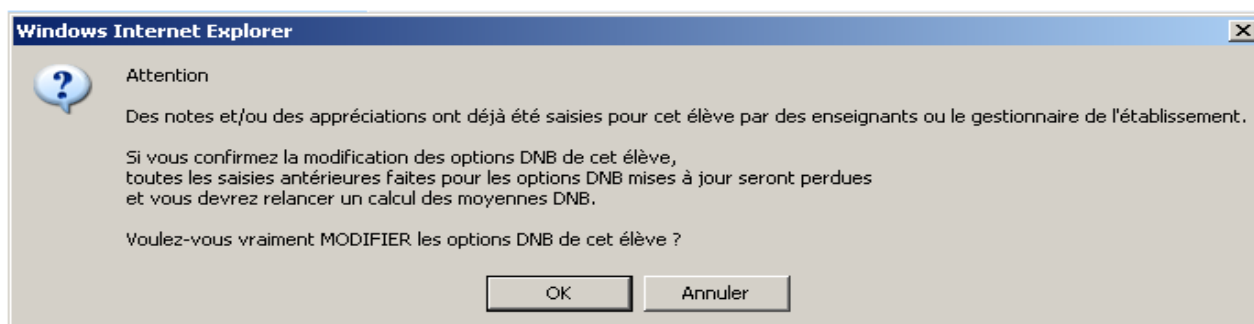 Windows Internet Explorer
Attention
Des notes et/ou des appréciations ont déjà été saisies pour cet élève par des enseignants ou le gestionnaire de l'établissement.
Si vous confirmez la modification des options DNB de cet élève,
toutes les saisies antérieures faites pour les options DNB mises à jour seront perdues
et vous devrez relancer un calcul des moyennes DNB.
Voulez-vous vraiment MODIFIER les options DNB de cet élève ?
OK Annuler